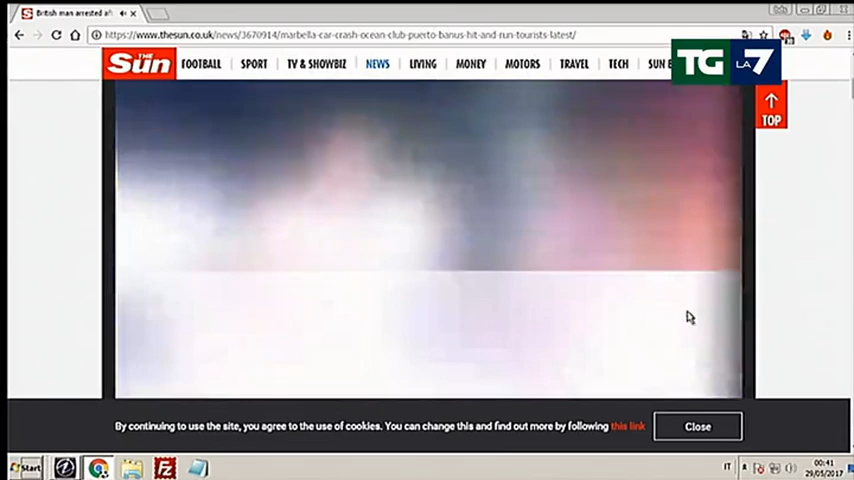 British man arrested aft
https://www.thesun.co.uk/news/3670914/marbella-car-crash-ocean-club-puerto-banus-hit-and-run-tourists-latest/
THE Sun
FOOTBALL SPORT TV & SHOWBIZ NEWS LIVING MONEY MOTORS TRAVEL TECH SUN
TG LA7
TOP
By continuing to use the site, you agree to the use of cookies. You can change this and find out more by following this link
Close
Start
IT
00:41
29/05/2017